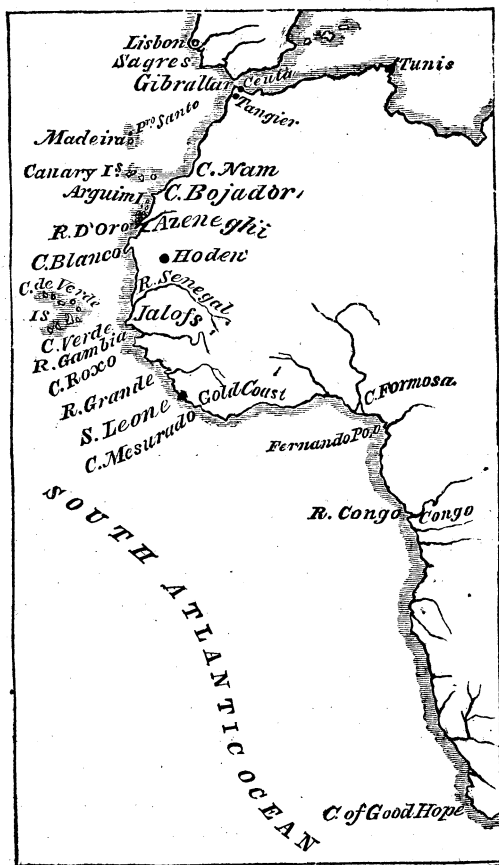 Lisbon
Sagres
Gibraltar
Ceuta
Tunis
Tangier
Pto Santo
Madeira
Canary Is
C. Nam
Arguim I.
C. Bojador
R. D'Oro
Azeneghi
C. Blanco
Hoden
C. de Verde
Is
R. Senegal
Jalofs
C. Verde
R. Gambia
C. Roxo
R. Grande
Gold Coast
C. Formosa.
S. Leone
C. Mesurado
Fernando Pop
R. Congo
Congo
SOUTH ATLANTIC OCEAN
C. of Good Hope